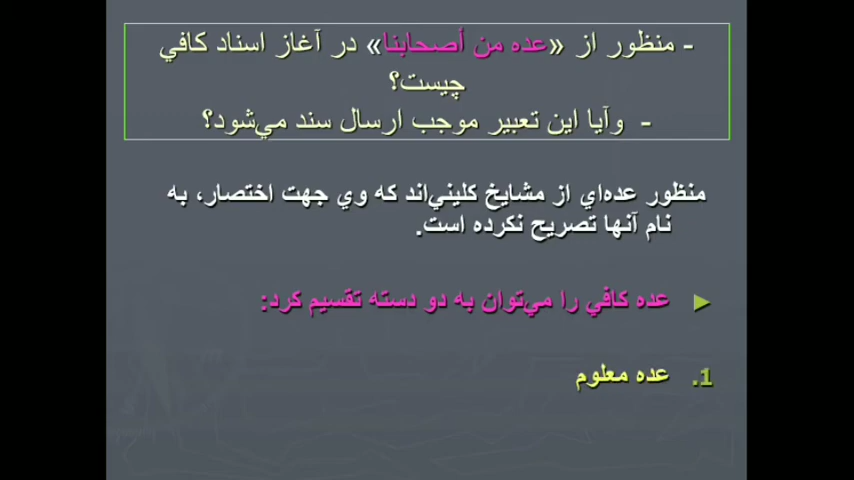 - منظور از «عده من أصحابنا» در آغاز اسناد كافي
چيست؟
- وآيا اين تعبير موجب ارسال سند مي‌شود؟
منظور عده‌اي از مشايخ كليني‌اند كه وي جهت اختصار، به
نام آنها تصريح نكرده است.
► عده كافي را مي‌توان به دو دسته تقسيم كرد:
1. عده معلوم